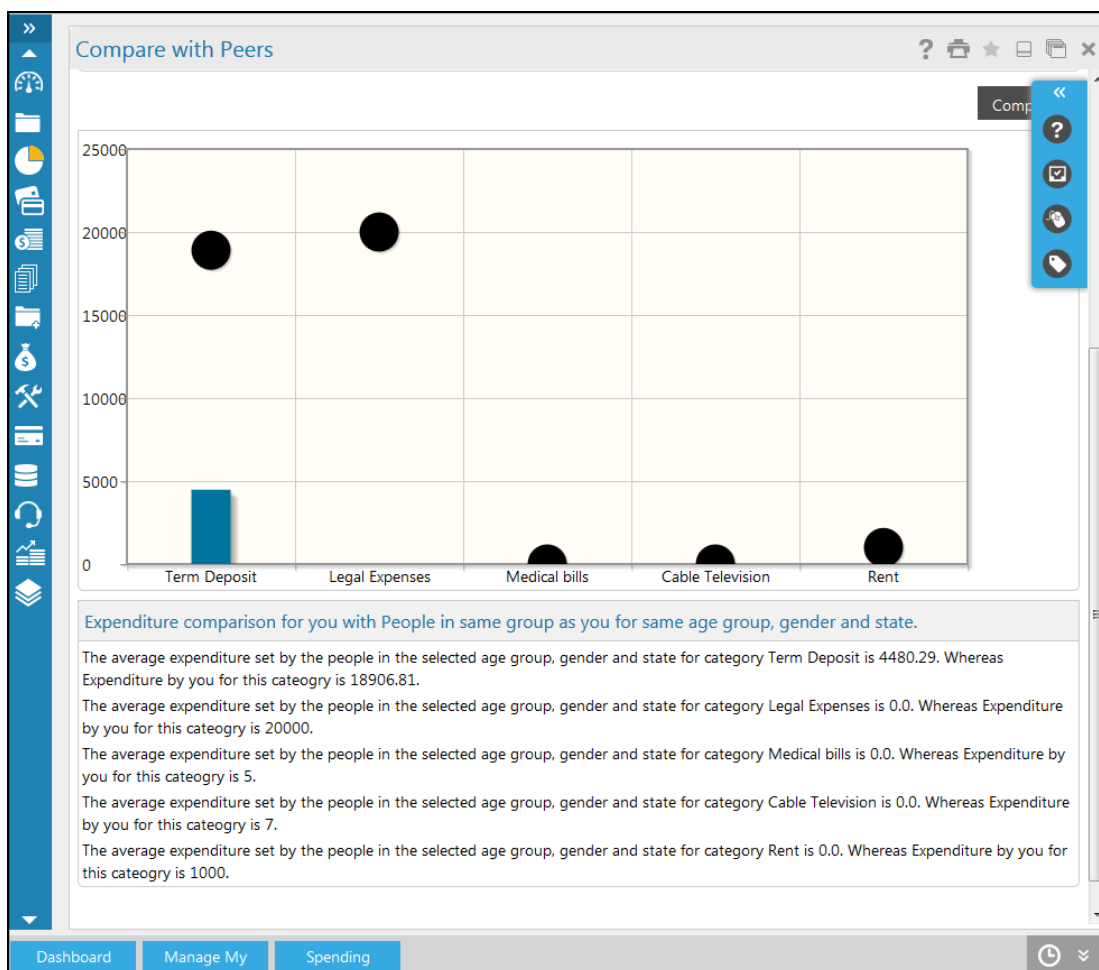 Compare with Peers
Comp
25000
20000
15000
10000
5000
0
Term Deposit Legal Expenses Medical bills Cable Television Rent
Expenditure comparison for you with People in same group as you for same age group, gender and state.
The average expenditure set by the people in the selected age group, gender and state for category Term Deposit is 4480.29. Whereas
Expenditure by you for this cateogry is 18906.81.
The average expenditure set by the people in the selected age group, gender and state for category Legal Expenses is 0.0. Whereas Expenditure
by you for this cateogry is 20000.
The average expenditure set by the people in the selected age group, gender and state for category Medical bills is 0.0. Whereas Expenditure by
you for this cateogry is 5.
The average expenditure set by the people in the selected age group, gender and state for category Cable Television is 0.0. Whereas Expenditure
by you for this cateogry is 7.
The average expenditure set by the people in the selected age group, gender and state for category Rent is 0.0. Whereas Expenditure by you for
this cateogry is 1000.
Dashboard Manage My Spending